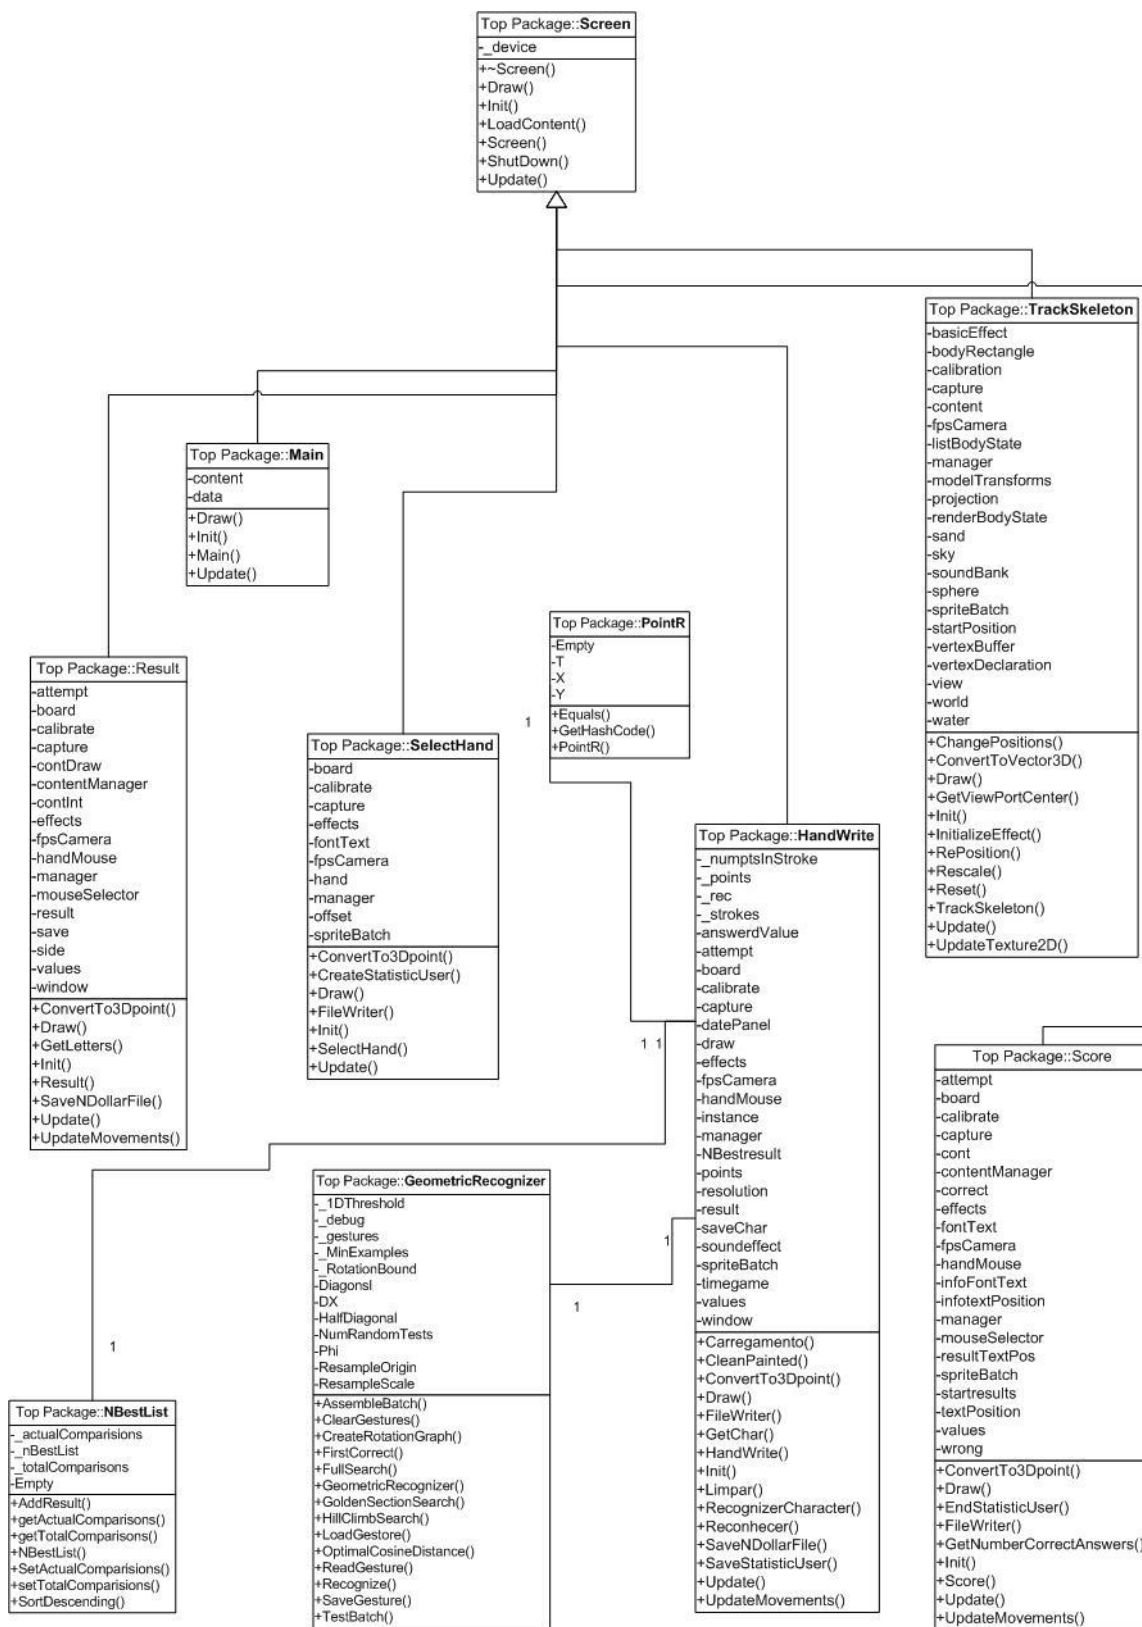 Top Package::Screen
-_device
+~Screen()
+Draw()
+Init()
+LoadContent()
+Screen()
+ShutDown()
+Update()
Top Package::TrackSkeleton
-basicEffect
-bodyRectangle
-calibration
-capture
-content
-fpsCamera
-listBodyState
-manager
-modelTransforms
-projection
-renderBodyState
-sand
-sky
-soundBank
-sphere
-spriteBatch
-startPosition
-vertexBuffer
-vertexDeclaration
-view
-world
-water
+ChangePositions()
+ConvertToVector3D()
+Draw()
+GetViewPortCenter()
+Init()
+InitializeEffect()
+RePosition()
+Rescale()
+Reset()
+TrackSkeleton()
+Update()
+UpdateTexture2D()
Top Package::Main
-content
-data
+Draw()
+Init()
+Main()
+Update()
Top Package::PointR
-Empty
-T
-X
-Y
+Equals()
+GetHashCode()
+PointR()
1
Top Package::Result
-attempt
-board
-calibrate
-capture
-contDraw
-contentManager
-contInt
-effects
-fpsCamera
-handMouse
-manager
-mouseSelector
-result
-save
-side
-values
-window
+ConvertTo3Dpoint()
+Draw()
+GetLetters()
+Init()
+Result()
+SaveNDollarFile()
+Update()
+UpdateMovements()
Top Package::SelectHand
-board
-calibrate
-capture
-effects
-fontText
-fpsCamera
-hand
-manager
-offset
-spriteBatch
+ConvertTo3Dpoint()
+CreateStatisticUser()
+Draw()
+FileWriter()
+Init()
+SelectHand()
+Update()
Top Package::HandWrite
-_numptsInStroke
-_points
-_rec
-_strokes
-answerdValue
-attempt
-board
-calibrate
-capture
-datePanel
-draw
-effects
-fpsCamera
-handMouse
-instance
-manager
-NBestresult
-points
-resolution
-result
-saveChar
-soundeffect
-spriteBatch
-timegame
-values
-window
+Carregamento()
+CleanPainted()
+ConvertTo3Dpoint()
+Draw()
+FileWriter()
+GetChar()
+HandWrite()
+Init()
+Limpar()
+RecognizerCharacter()
+Reconhecer()
+SaveNDollarFile()
+SaveStatisticUser()
+Update()
+UpdateMovements()
1 1
1
1
1
Top Package::Score
-attempt
-board
-calibrate
-capture
-cont
-contentManager
-correct
-effects
-fontText
-fpsCamera
-handMouse
-infoFontText
-infotextPosition
-manager
-mouseSelector
-resultTextPos
-spriteBatch
-startresults
-textPosition
-values
-wrong
+ConvertTo3Dpoint()
+Draw()
+EndStatisticUser()
+FileWriter()
+GetNumberCorrectAnswers()
+Init()
+Score()
+Update()
+UpdateMovements()
Top Package::GeometricRecognizer
-_1DThreshold
-_debug
-_gestures
-_MinExamples
-_RotationBound
-Diagonsl
-DX
-HalfDiagonal
-NumRandomTests
-Phi
-ResampleOrigin
-ResampleScale
+AssembleBatch()
+ClearGestures()
+CreateRotationGraph()
+FirstCorrect()
+FullSearch()
+GeometricRecognizer()
+GoldenSectionSearch()
+HillClimbSearch()
+LoadGestore()
+OptimalCosineDistance()
+ReadGesture()
+Recognize()
+SaveGesture()
+TestBatch()
Top Package::NBestList
-_actualComparisions
-_nBestList
-_totalComparisons
-Empty
+AddResult()
+getActualComparisons()
+getTotalComparisons()
+NBestList()
+SetActualComparisions()
+setTotalComparisions()
+SortDescending()